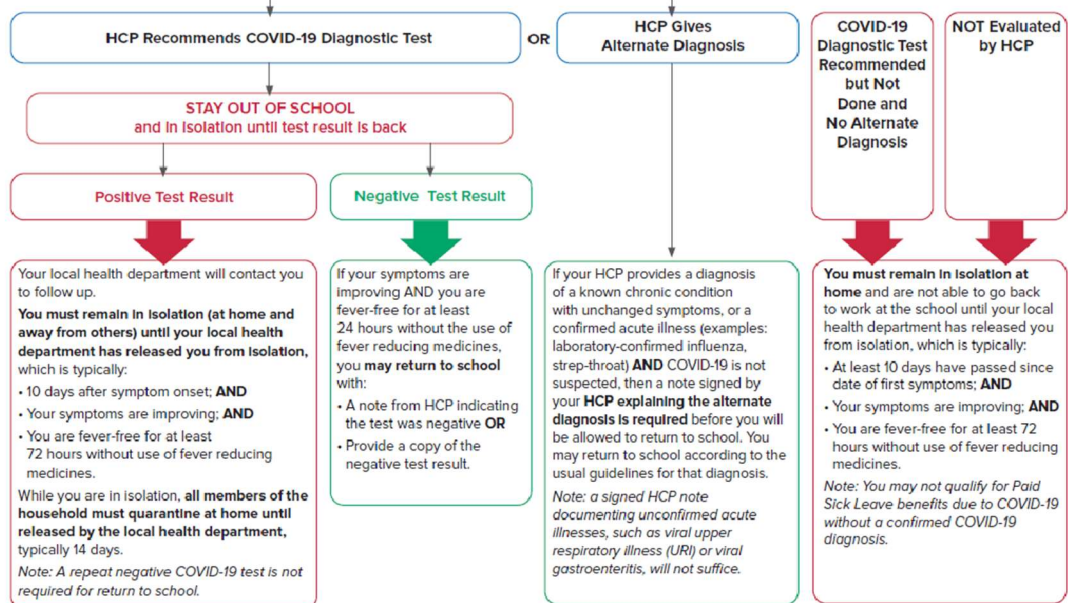 HCP Recommends COVID-19 Diagnostic Test
OR
HCP Gives
Alternate Diagnosis
COVID-19
Diagnostic Test
Recommended
but Not
Done and
No Alternate
Diagnosis
NOT Evaluated
by HCP
STAY OUT OF SCHOOL
and in isolation until test result is back
Positive Test Result
Negative Test Result
Your local health department will contact you
to follow up.
You must remain in isolation (at home and
away from others) until your local health
department has released you from isolation,
which is typically:
• 10 days after symptom onset; AND
• Your symptoms are improving; AND
• You are fever-free for at least
72 hours without use of fever reducing
medicines.
While you are in isolation, all members of the
household must quarantine at home until
released by the local health department,
typically 14 days.
Note: A repeat negative COVID-19 test is not
required for return to school.
If your symptoms are
improving AND you are
fever-free for at least
24 hours without the use of
fever reducing medicines,
you may return to school
with:
• A note from HCP indicating
the test was negative OR
• Provide a copy of the
negative test result.
If your HCP provides a diagnosis
of a known chronic condition
with unchanged symptoms, or a
confirmed acute illness (examples:
laboratory-confirmed influenza,
strep-throat) AND COVID-19 is not
suspected, then a note signed by
your HCP explaining the alternate
diagnosis is required before you will
be allowed to return to school. You
may return to school according to the
usual guidelines for that diagnosis.
Note: a signed HCP note
documenting unconfirmed acute
illnesses, such as viral upper
respiratory illness (URI) or viral
gastroenteritis, will not suffice.
You must remain in isolation at
home and are not able to go back
to work at the school until your local
health department has released you
from isolation, which is typically:
• At least 10 days have passed since
date of first symptoms; AND
• Your symptoms are improving; AND
• You are fever-free for at least 72
hours without use of fever reducing
medicines.
Note: You may not qualify for Paid
Sick Leave benefits due to COVID-19
without a confirmed COVID-19
diagnosis.